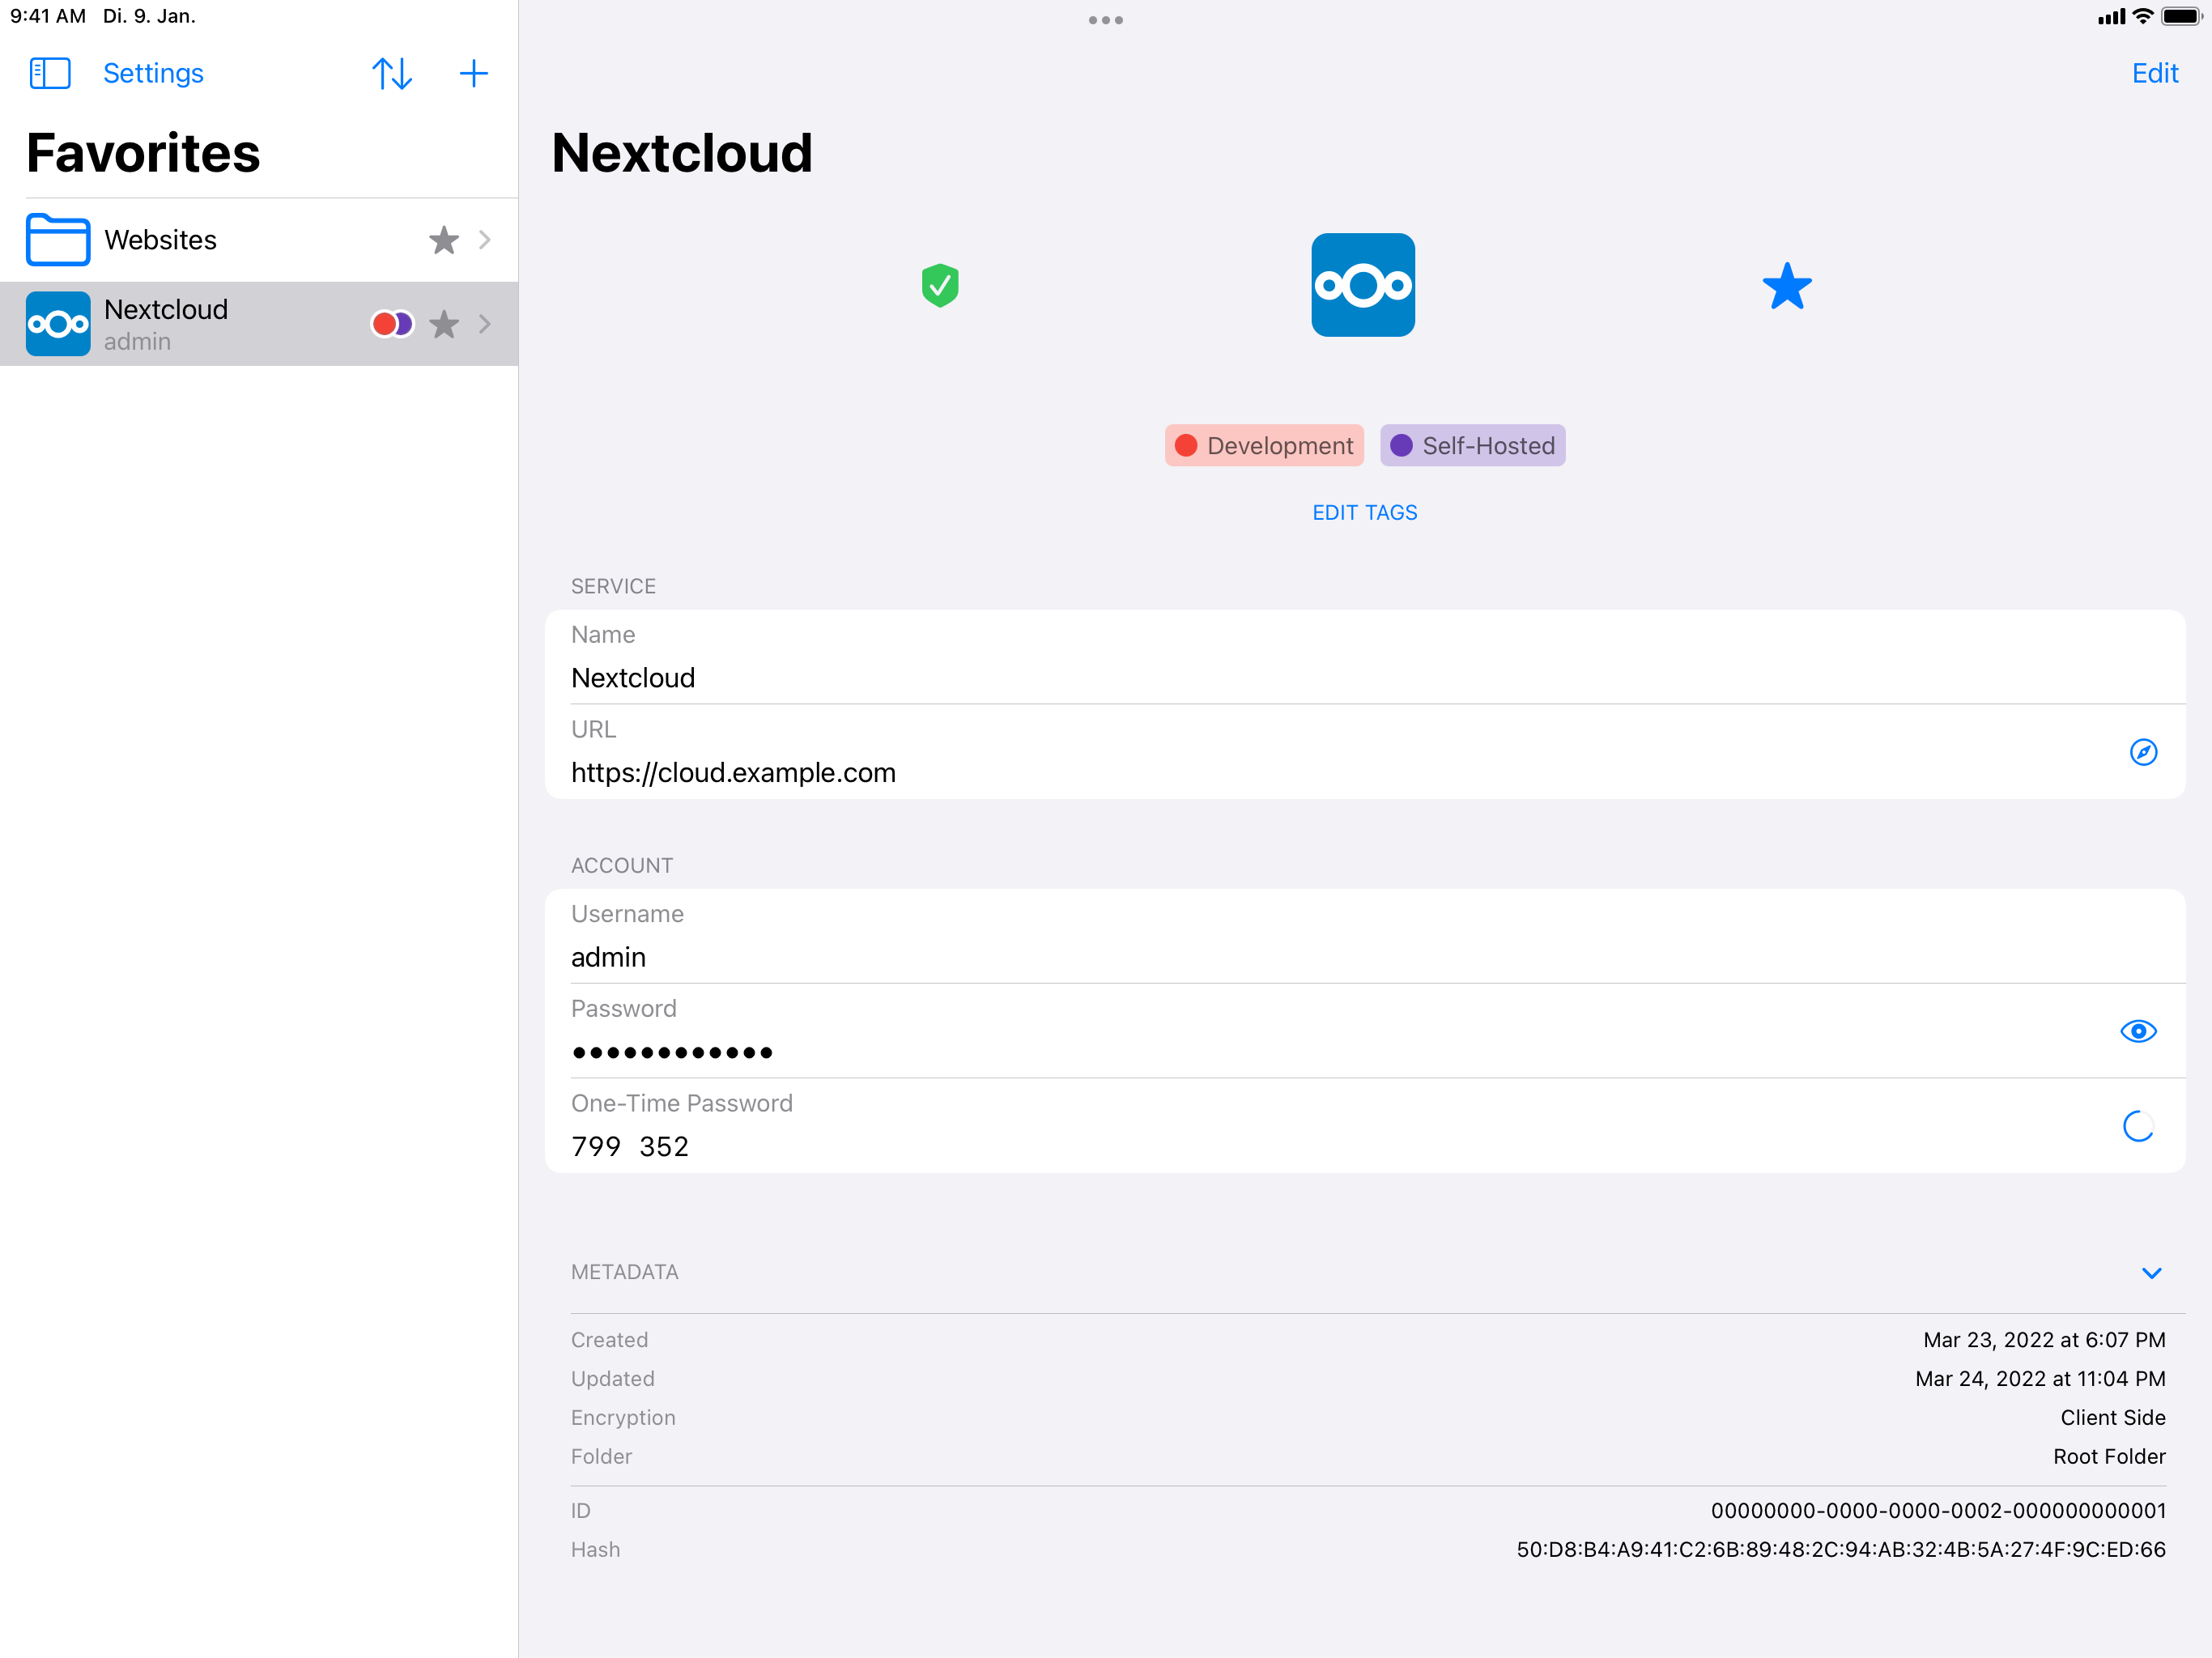 9:41 AM Di. 9. Jan.
Settings
Edit
Favorites
Websites
Nextcloud
admin
Nextcloud
Development
Self-Hosted
EDIT TAGS
SERVICE
Name
Nextcloud
URL
https://cloud.example.com
ACCOUNT
Username
admin
Password
••••••••••••
One-Time Password
799 352
METADATA
Created Mar 23, 2022 at 6:07 PM
Updated Mar 24, 2022 at 11:04 PM
Encryption Client Side
Folder Root Folder
ID 00000000-0000-0000-0002-000000000001
Hash 50:D8:B4:A9:41:C2:6B:89:48:2C:94:AB:32:4B:5A:27:4F:9C:ED:66